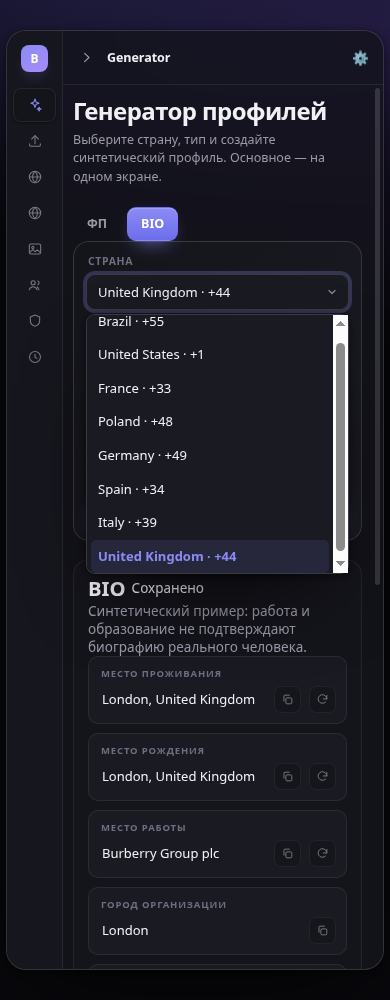 B
Generator
Генератор профилей
Выберите страну, тип и создайте
синтетический профиль. Основное — на
одном экране.
ФП
BIO
СТРАНА
United Kingdom · +44
Brazil · +55
United States · +1
France · +33
Poland · +48
Germany · +49
Spain · +34
Italy · +39
United Kingdom · +44
BIO Сохранено
Синтетический пример: работа и
образование не подтверждают
биографию реального человека.
МЕСТО ПРОЖИВАНИЯ
London, United Kingdom
МЕСТО РОЖДЕНИЯ
London, United Kingdom
МЕСТО РАБОТЫ
Burberry Group plc
ГОРОД ОРГАНИЗАЦИИ
London